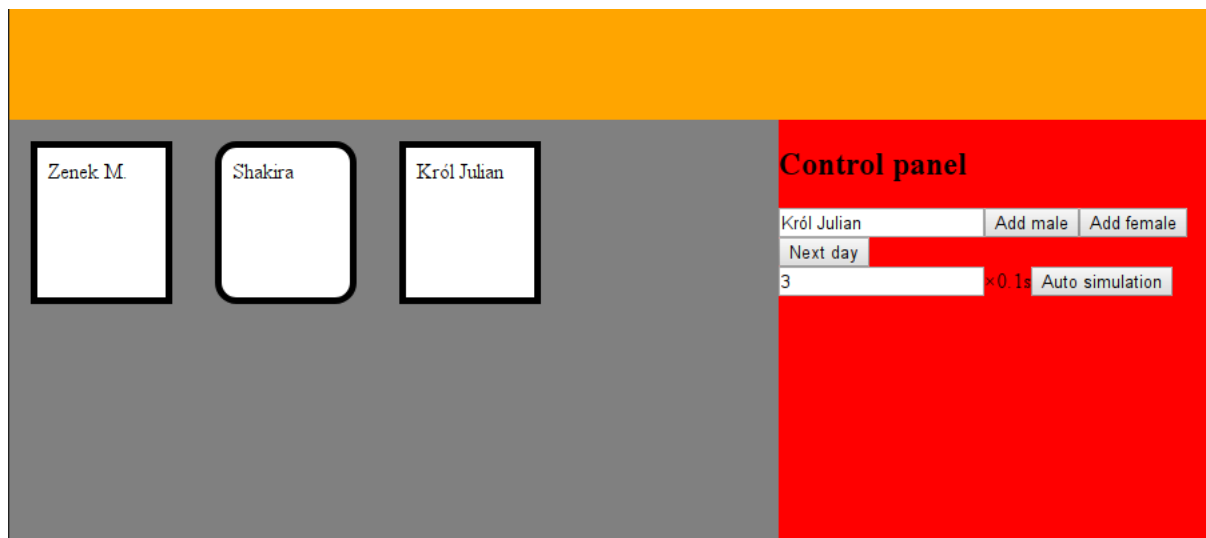 Zenek M.
Shakira
Król Julian
Control panel
Król Julian Add male Add female
Next day
3 ×0.1s Auto simulation